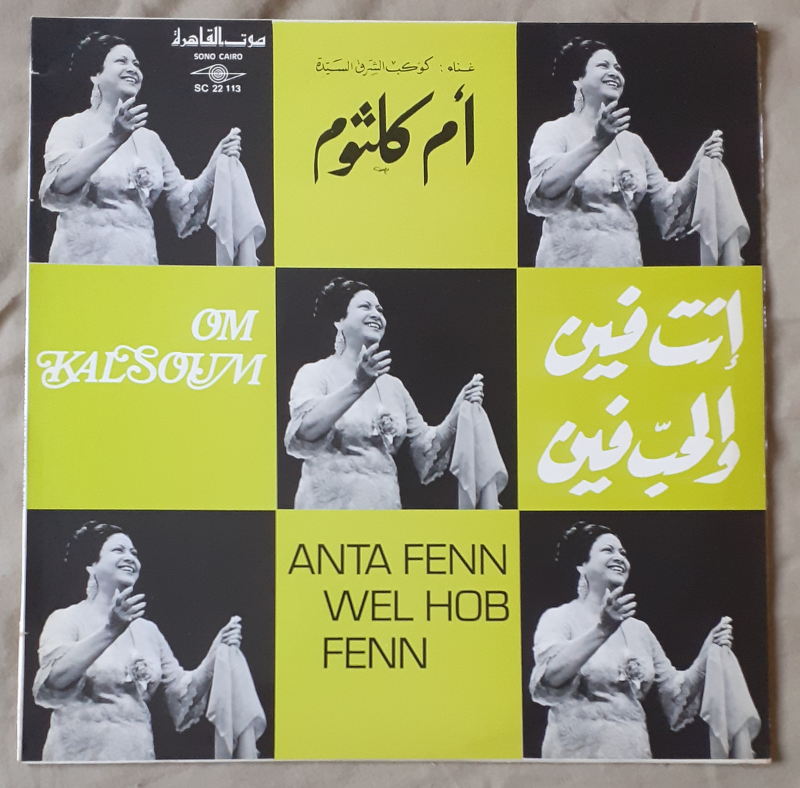 صوت القاهرة
SONO CAIRO
SC 22 113
غناء : كوكب الشرق السيدة
أم كلثوم
OM
KALSOUM
إنت فين
والحبّ فين
ANTA FENN
WEL HOB
FENN